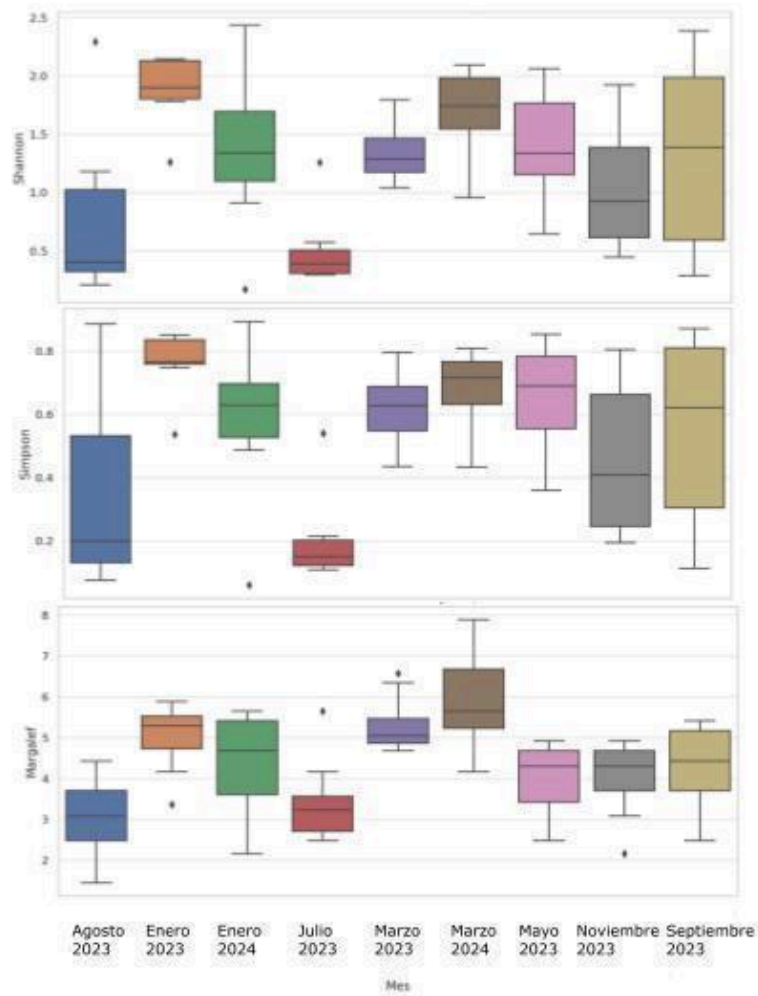 2.5
2.0
1.5
1.0
0.5
Shannon
0.8
0.6
0.4
0.2
Simpson
8
7
6
5
4
3
2
Margalef
Agosto Enero Enero Julio Marzo Marzo Mayo Noviembre Septiembre
2023 2023 2024 2023 2023 2024 2023 2023 2023
Mes